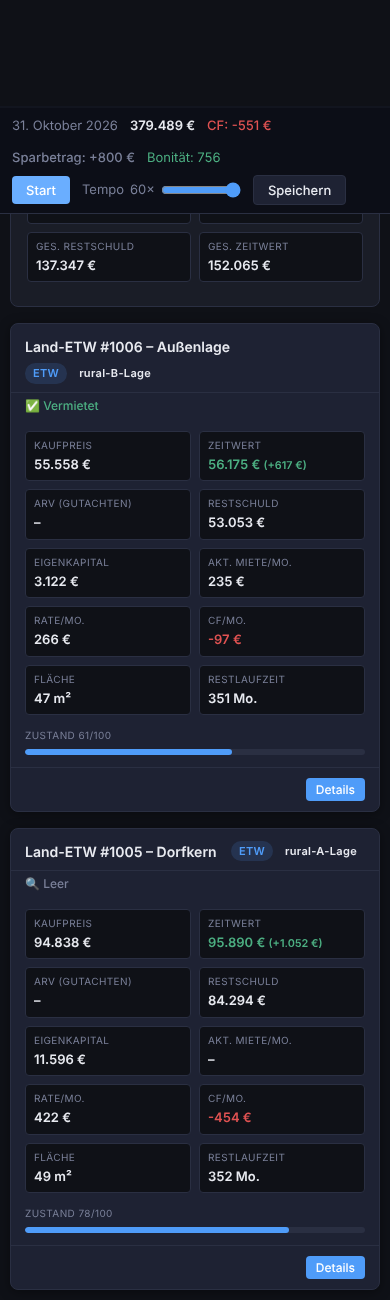 31. Oktober 2026 379.489 € CF: -551 €
Sparbetrag: +800 € Bonität: 756
Start Tempo 60× Speichern
GES. RESTSCHULD GES. ZEITWERT
137.347 € 152.065 €
Land-ETW #1006 – Außenlage
ETW rural-B-Lage
✅ Vermietet
KAUFPREIS ZEITWERT
55.558 € 56.175 € (+617 €)
ARV (GUTACHTEN) RESTSCHULD
– 53.053 €
EIGENKAPITAL AKT. MIETE/MO.
3.122 € 235 €
RATE/MO. CF/MO.
266 € -97 €
FLÄCHE RESTLAUFZEIT
47 m² 351 Mo.
ZUSTAND 61/100
Details
Land-ETW #1005 – Dorfkern ETW rural-A-Lage
🔍 Leer
KAUFPREIS ZEITWERT
94.838 € 95.890 € (+1.052 €)
ARV (GUTACHTEN) RESTSCHULD
– 84.294 €
EIGENKAPITAL AKT. MIETE/MO.
11.596 € –
RATE/MO. CF/MO.
422 € -454 €
FLÄCHE RESTLAUFZEIT
49 m² 352 Mo.
ZUSTAND 78/100
Details